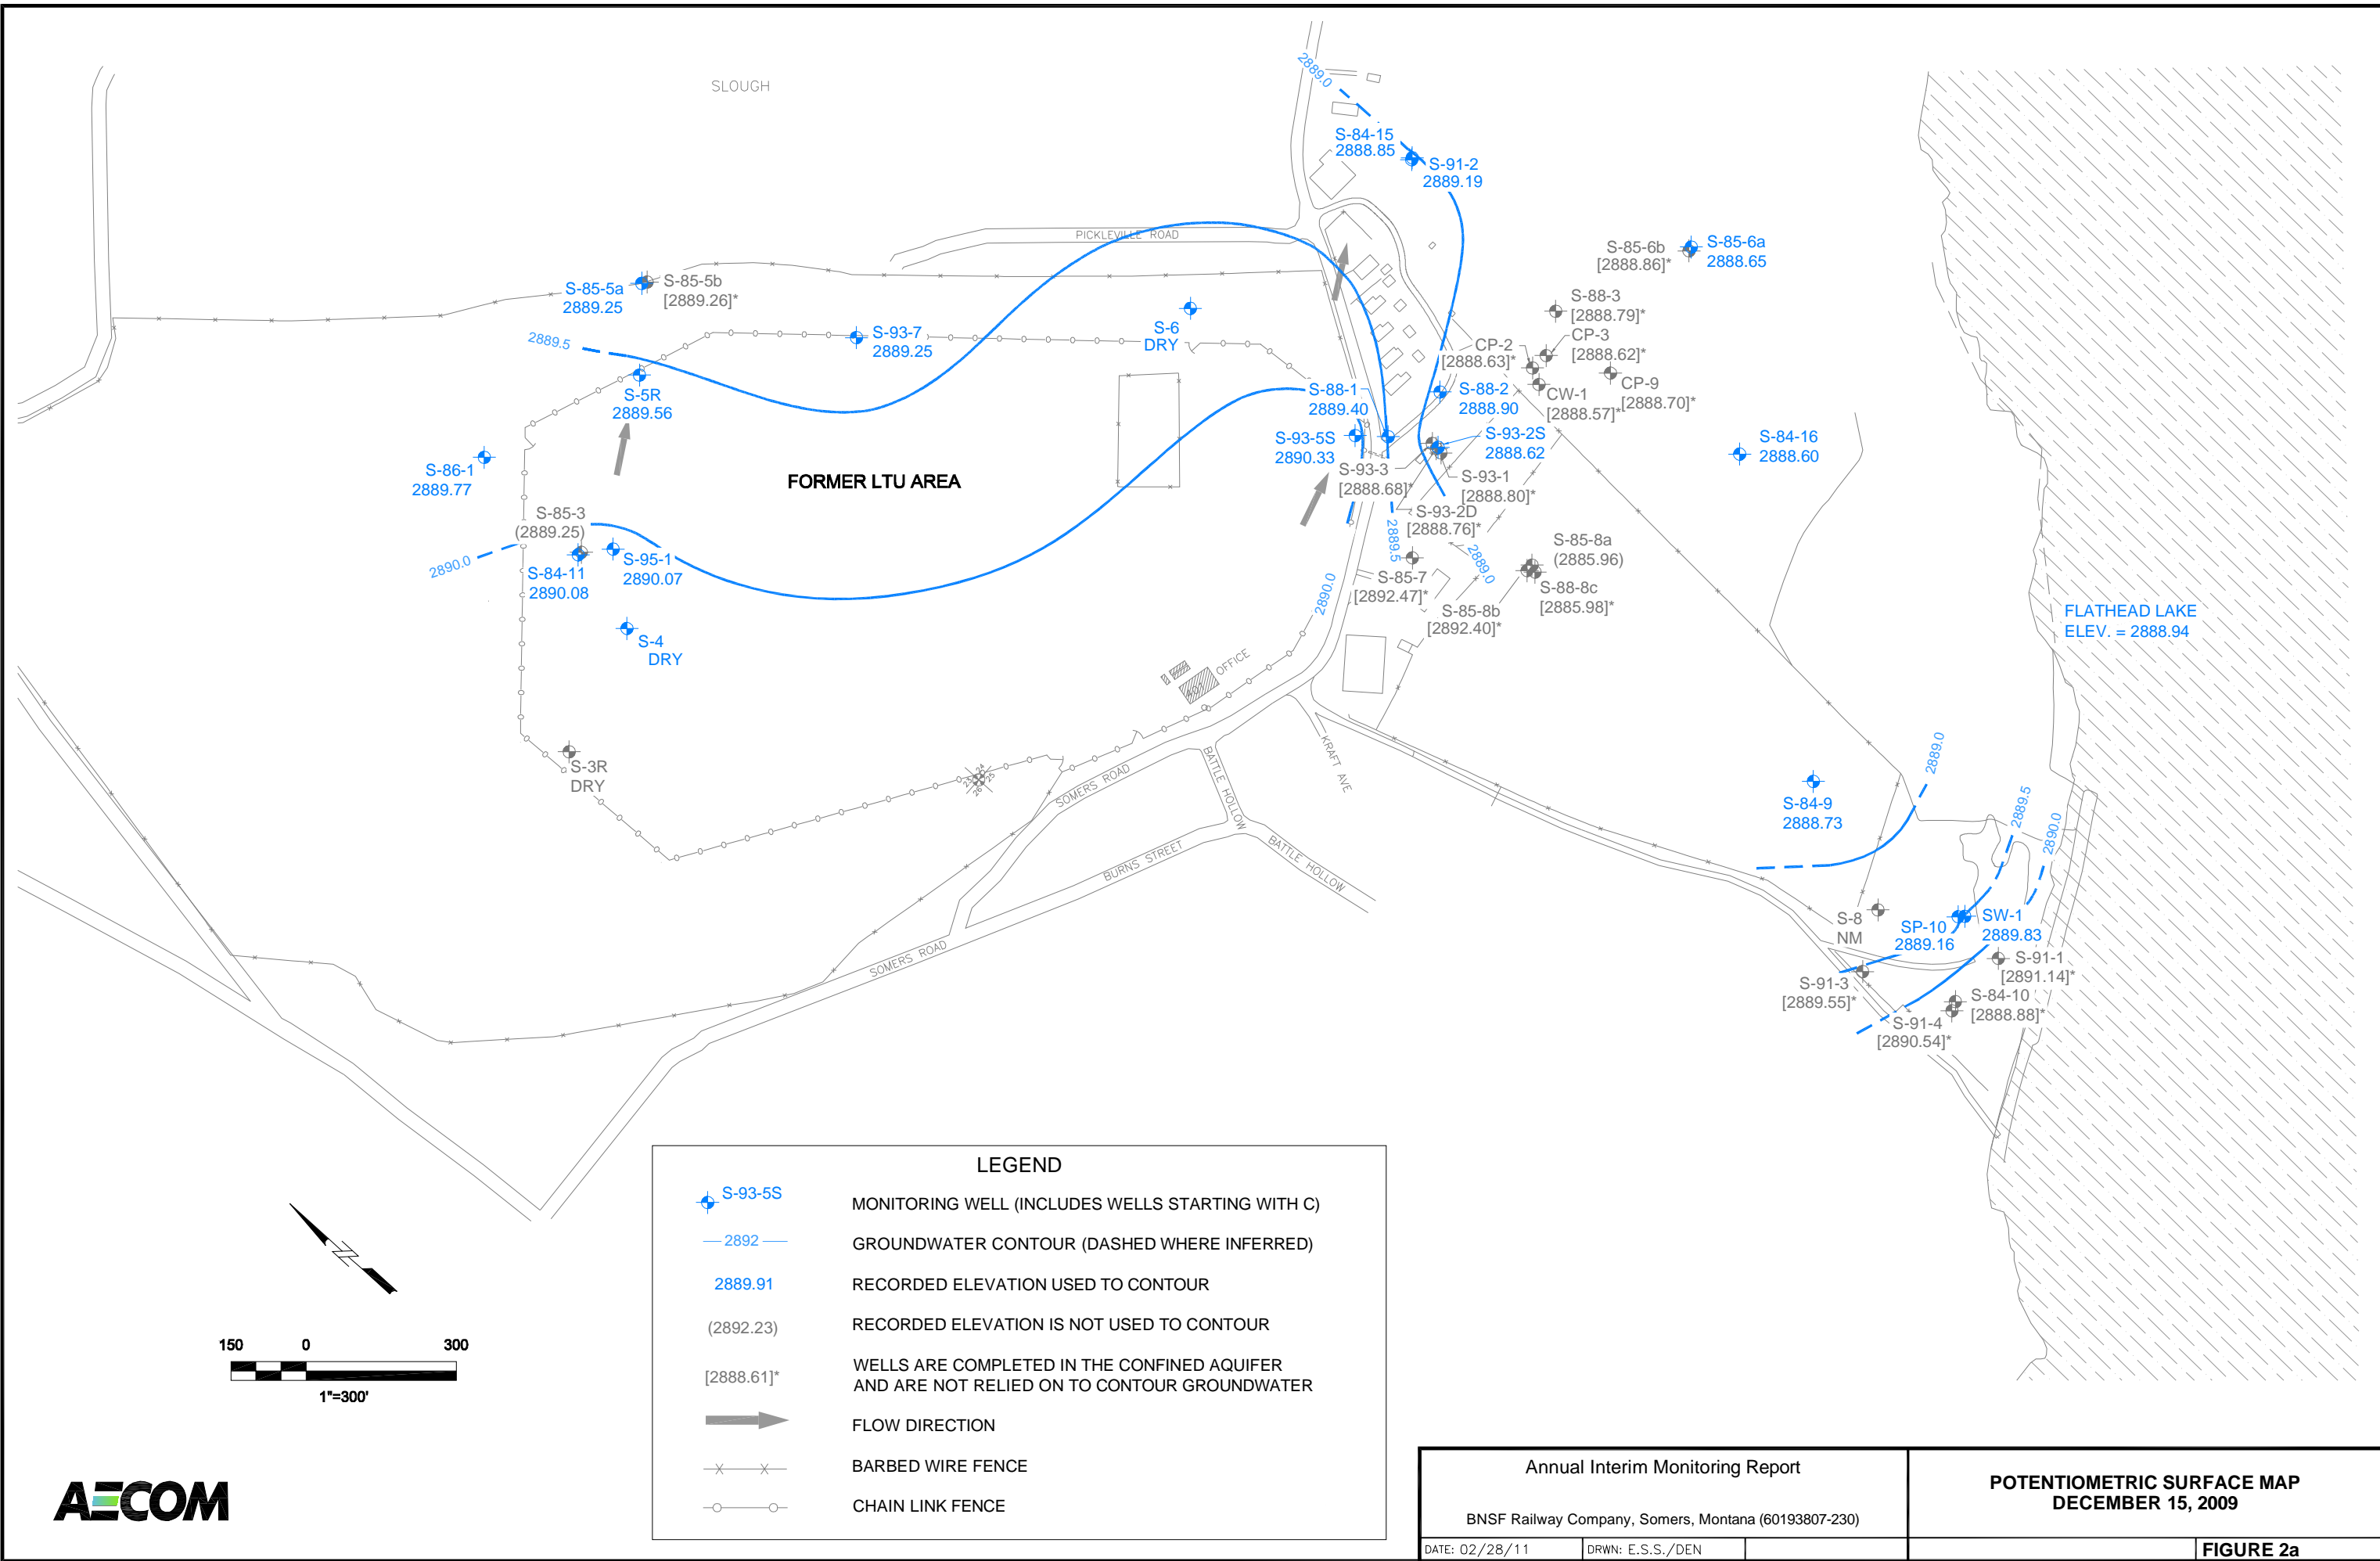 SLOUGH
2889.0
S-84-15
2888.85
S-91-2
2889.19
PICKLEVILLE ROAD
S-85-6b
[2888.86]*
S-85-6a
2888.65
S-85-5a
2889.25
S-85-5b
[2889.26]*
S-88-3
[2888.79]*
S-6
DRY
S-93-7
2889.25
2889.5
CP-2
[2888.63]*
CP-3
[2888.62]*
S-5R
2889.56
S-88-1
2889.40
S-88-2
2888.90
CW-1
[2888.57]*
CP-9
[2888.70]*
S-93-5S
2890.33
S-93-2S
2888.62
S-84-16
2888.60
S-86-1
2889.77
FORMER LTU AREA
S-93-3
[2888.68]*
S-93-1
[2888.80]*
S-85-3
(2889.25)
S-93-2D
[2888.76]*
2889.5
2889.0
S-85-8a
(2885.96)
2890.0
S-95-1
2890.07
S-84-11
2890.08
S-85-7
[2892.47]*
S-88-8c
[2885.98]*
2890.0
S-85-8b
[2892.40]*
FLATHEAD LAKE
ELEV. = 2888.94
S-4
DRY
OFFICE
S-3R
DRY
23 24
26 25
SOMERS ROAD
BATTLE HOLLOW
KRAFT AVE
2889.0
S-84-9
2888.73
2889.5
2890.0
BURNS STREET
BATTLE HOLLOW
S-8
NM
SP-10
2889.16
SW-1
2889.83
SOMERS ROAD
S-91-1
[2891.14]*
S-91-3
[2889.55]*
S-84-10
[2888.88]*
S-91-4
[2890.54]*
LEGEND
S-93-5S
MONITORING WELL (INCLUDES WELLS STARTING WITH C)
2892
GROUNDWATER CONTOUR (DASHED WHERE INFERRED)
2889.91
RECORDED ELEVATION USED TO CONTOUR
(2892.23)
RECORDED ELEVATION IS NOT USED TO CONTOUR
[2888.61]*
WELLS ARE COMPLETED IN THE CONFINED AQUIFER
AND ARE NOT RELIED ON TO CONTOUR GROUNDWATER
FLOW DIRECTION
BARBED WIRE FENCE
CHAIN LINK FENCE
N
150 0 300
1"=300'
AECOM
Annual Interim Monitoring Report
BNSF Railway Company, Somers, Montana (60193807-230)
DATE: 02/28/11
DRWN: E.S.S./DEN
POTENTIOMETRIC SURFACE MAP
DECEMBER 15, 2009
FIGURE 2a